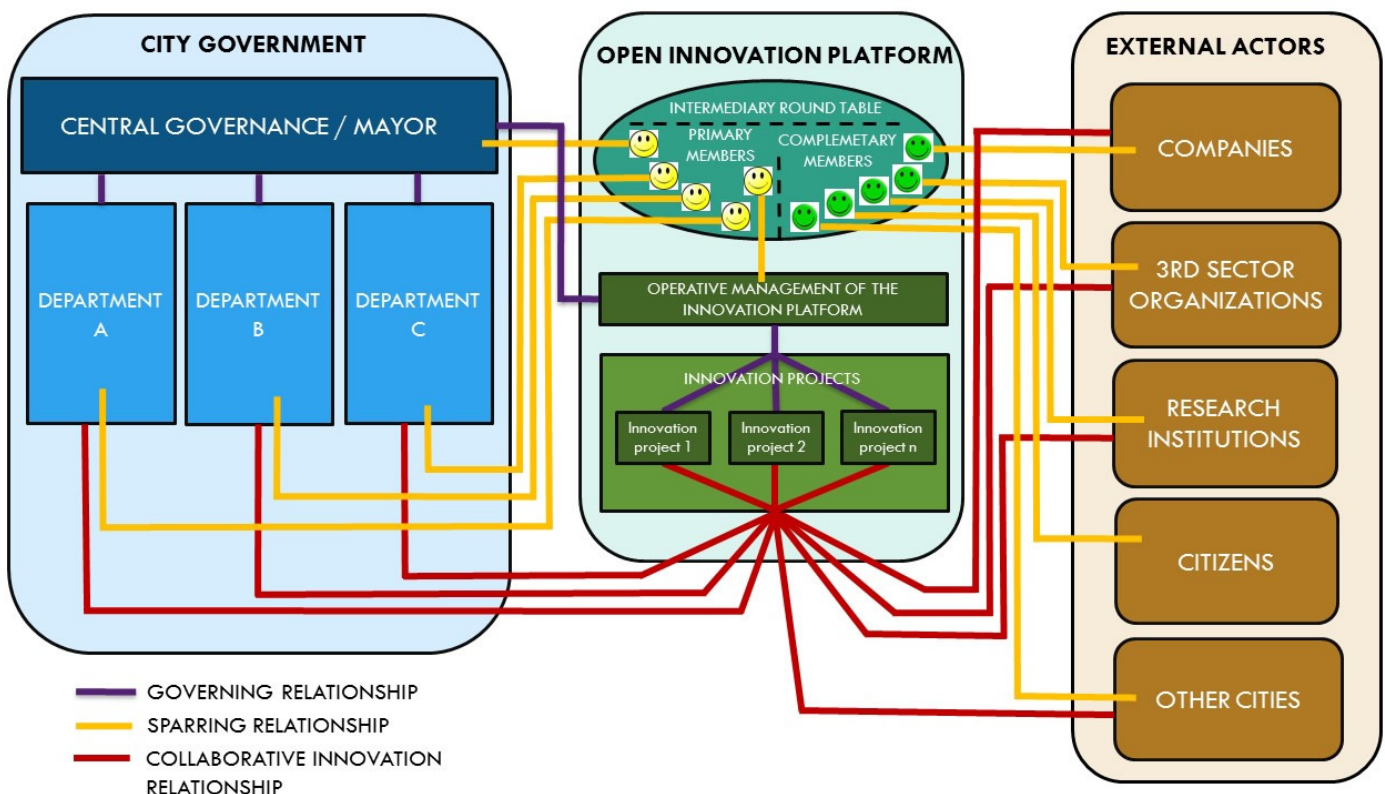 CITY GOVERNMENT
CENTRAL GOVERNANCE / MAYOR
DEPARTMENT
A
DEPARTMENT
B
DEPARTMENT
C
OPEN INNOVATION PLATFORM
INTERMEDIARY ROUND TABLE
PRIMARY
MEMBERS
COMPLEMETARY
MEMBERS
OPERATIVE MANAGEMENT OF THE
INNOVATION PLATFORM
INNOVATION PROJECTS
Innovation
project 1
Innovation
project 2
Innovation
project n
EXTERNAL ACTORS
COMPANIES
3RD SECTOR
ORGANIZATIONS
RESEARCH
INSTITUTIONS
CITIZENS
OTHER CITIES
GOVERNING RELATIONSHIP
SPARRING RELATIONSHIP
COLLABORATIVE INNOVATION
RELATIONSHIP